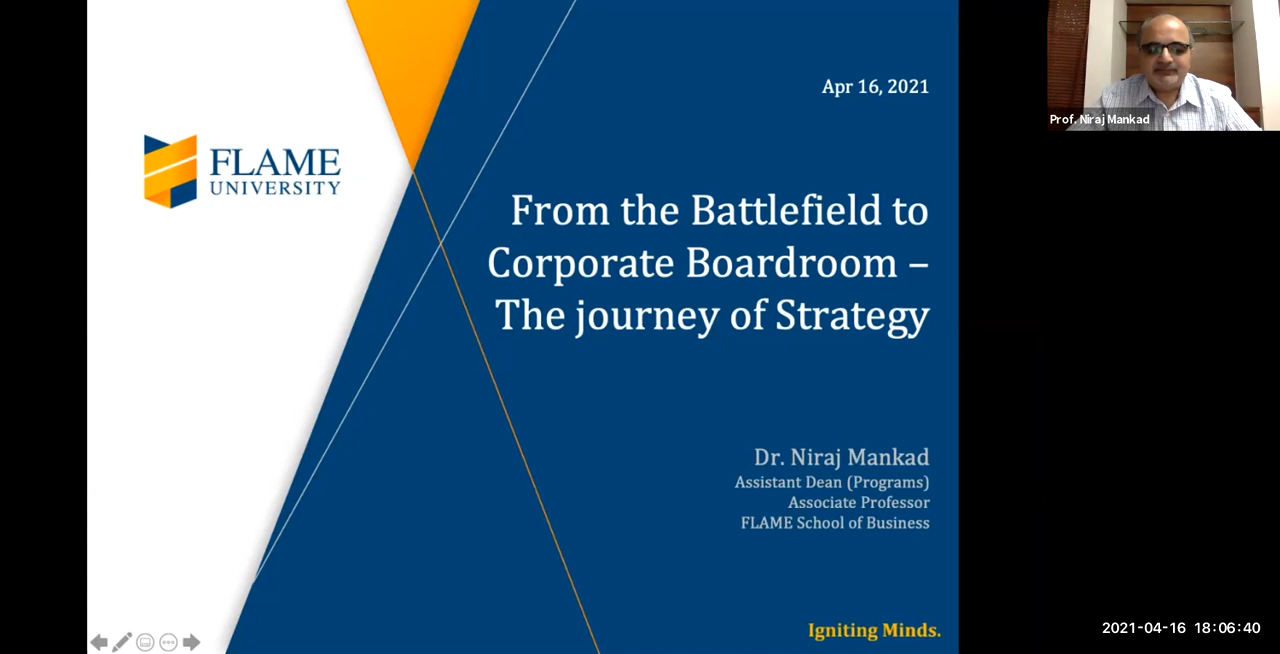 Apr 16, 2021
FLAME
UNIVERSITY
From the Battlefield to
Corporate Boardroom –
The journey of Strategy
Dr. Niraj Mankad
Assistant Dean (Programs)
Associate Professor
FLAME School of Business
Igniting Minds.
Prof. Niraj Mankad
2021-04-16 18:06:40